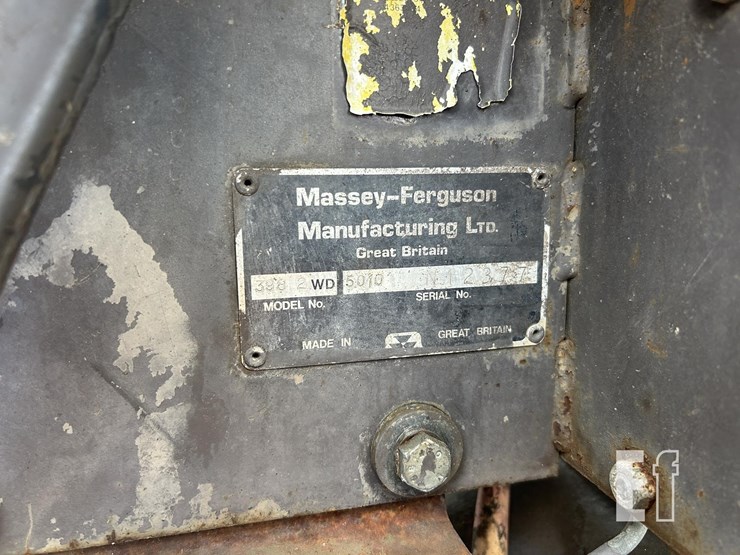 Massey-Ferguson
Manufacturing LTD.
Great Britain
398 2 WD 5010
MODEL No. SERIAL No.
MADE IN GREAT BRITAIN